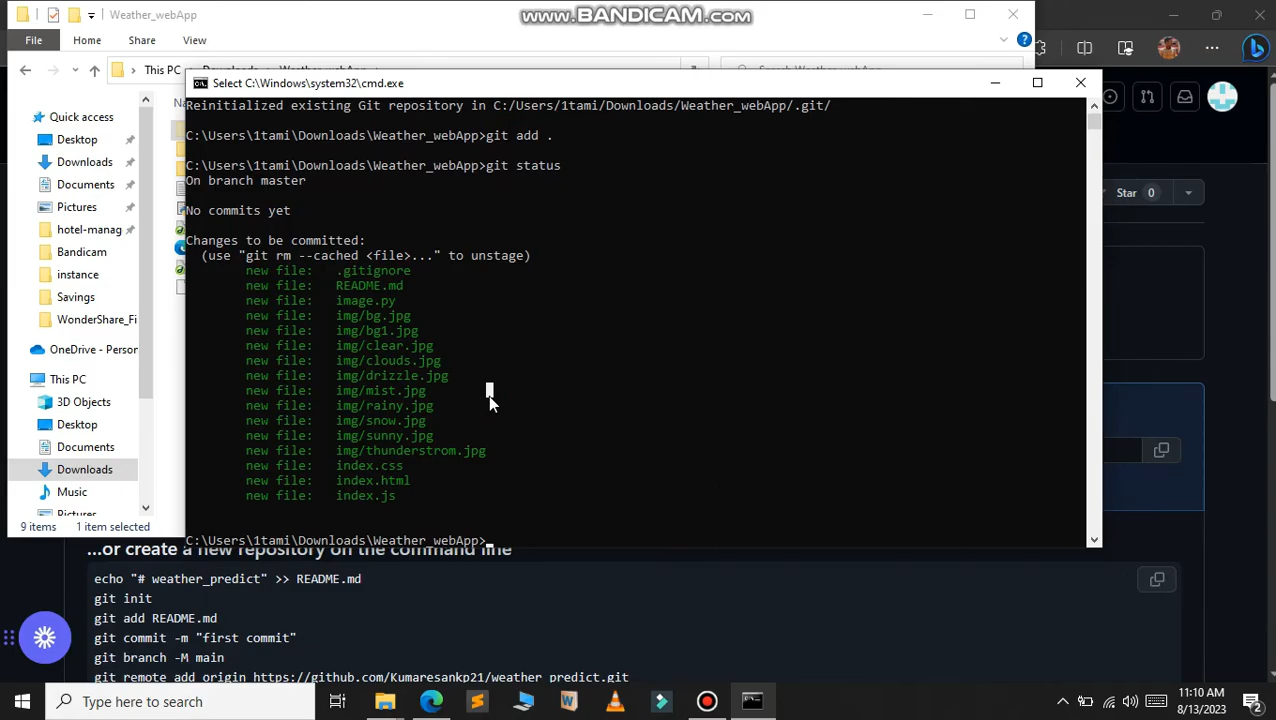 Weather_webApp
www.BANDICAM.com
File
Home
Share
View
This PC
Select C:\Windows\system32\cmd.exe
Reinitialized existing Git repository in C:/Users/1tami/Downloads/Weather_webApp/.git/
C:\Users\1tami\Downloads\Weather_webApp>git add .
C:\Users\1tami\Downloads\Weather_webApp>git status
On branch master
No commits yet
Changes to be committed:
(use "git rm --cached <file>..." to unstage)
new file: .gitignore
new file: README.md
new file: image.py
new file: img/bg.jpg
new file: img/bg1.jpg
new file: img/clear.jpg
new file: img/clouds.jpg
new file: img/drizzle.jpg
new file: img/mist.jpg
new file: img/rainy.jpg
new file: img/snow.jpg
new file: img/sunny.jpg
new file: img/thunderstrom.jpg
new file: index.css
new file: index.html
new file: index.js
C:\Users\1tami\Downloads\Weather_webApp>
Quick access
Desktop
Downloads
Documents
Pictures
hotel-manag
Bandicam
instance
Savings
WonderShare_Fi
OneDrive - Person
This PC
3D Objects
Desktop
Documents
Downloads
Music
Pictures
9 items
1 item selected
Star 0
...or create a new repository on the command line
echo "# weather_predict" >> README.md
git init
git add README.md
git commit -m "first commit"
git branch -M main
git remote add origin https://github.com/Kumaresankp21/weather_predict.git
Type here to search
11:10 AM
8/13/2023
2